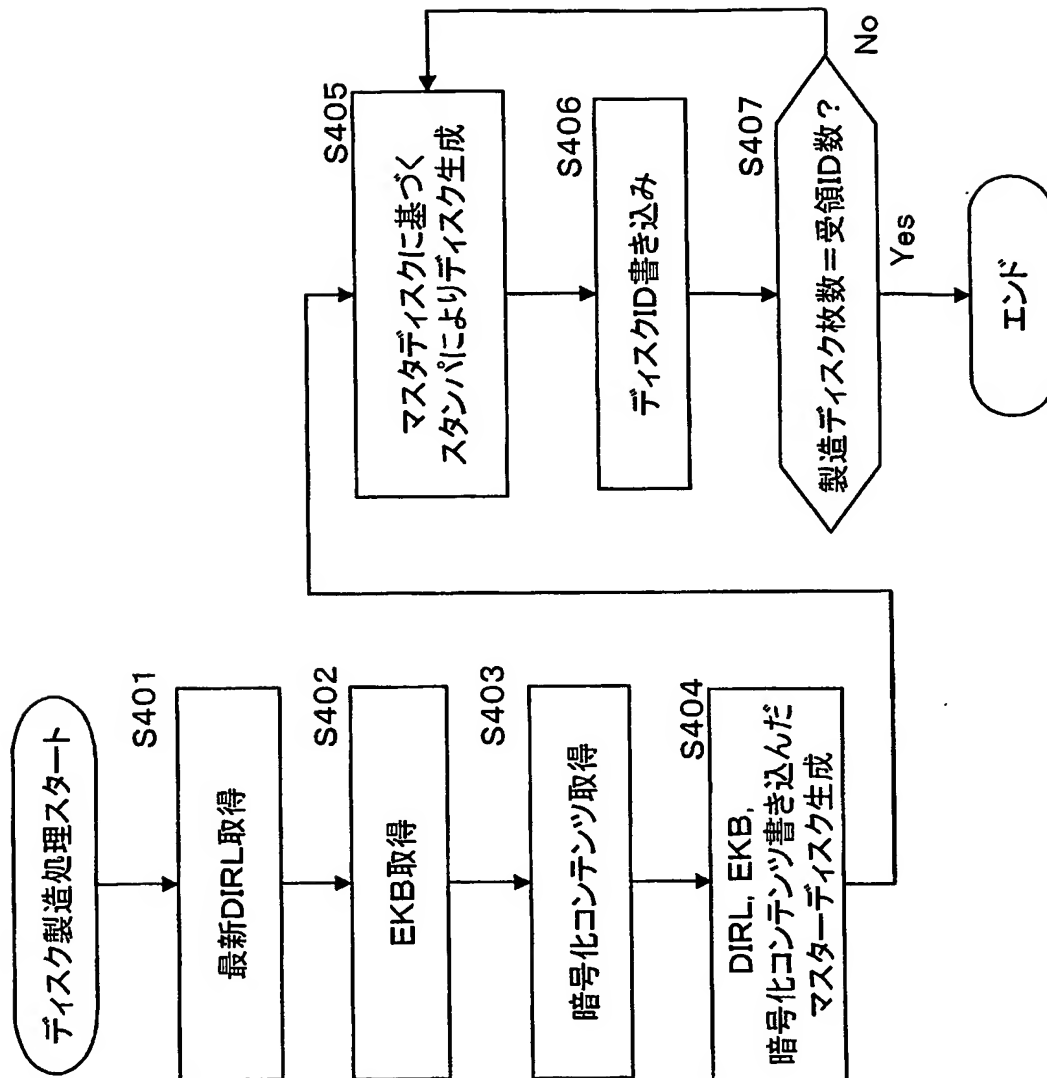 ディスク製造処理スタート
S401
最新DIRL取得
S402
EKB取得
S403
暗号化コンテンツ取得
S404
DIRL, EKB,
暗号化コンテンツ書き込んだ
マスターディスク生成
S405
マスタディスクに基づく
スタンパによりディスク生成
S406
ディスクID書き込み
S407
製造ディスク枚数=受領ID数?
No
Yes
エンド